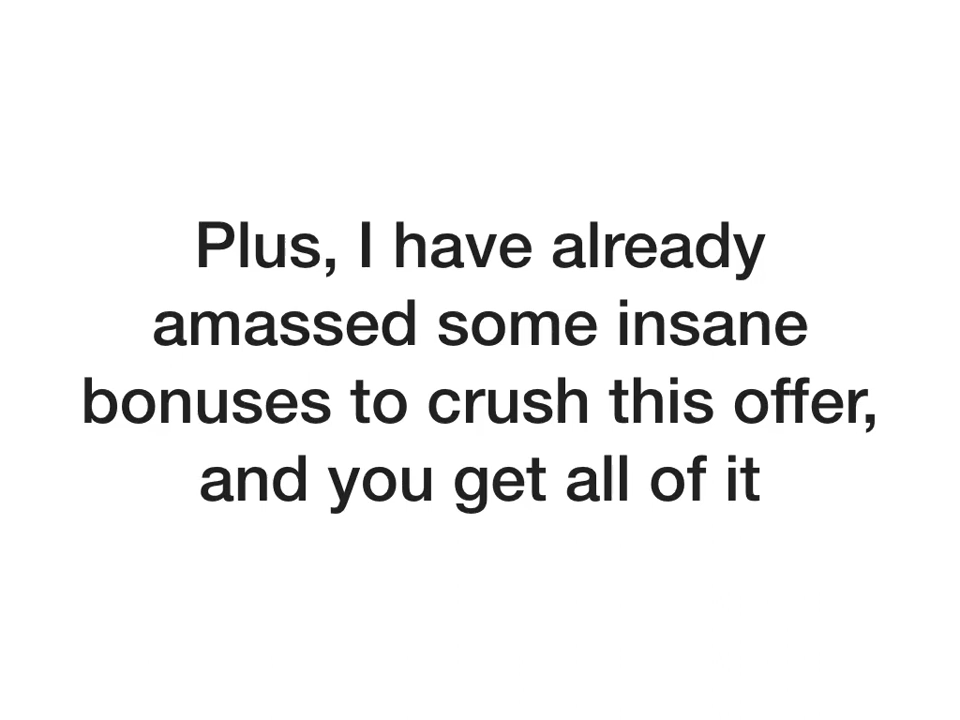 Plus, I have already
amassed some insane
bonuses to crush this offer,
and you get all of it